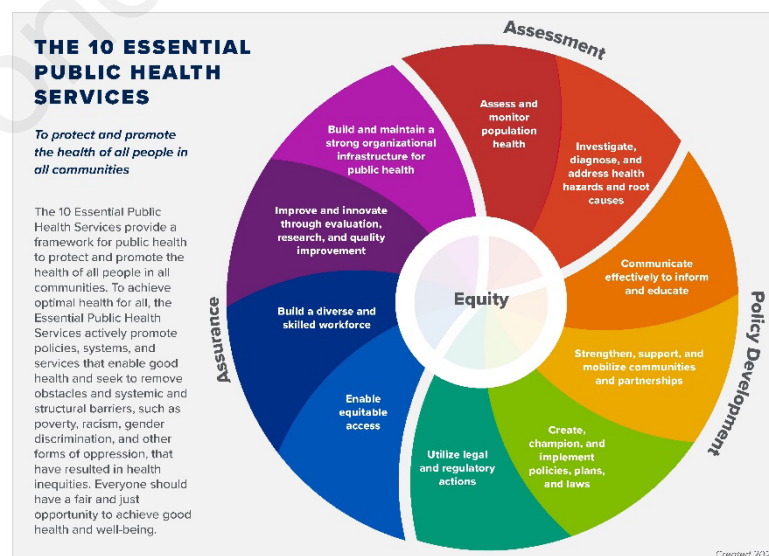 THE 10 ESSENTIAL
PUBLIC HEALTH
SERVICES
To protect and promote
the health of all people in
all communities
The 10 Essential Public
Health Services provide a
framework for public health
to protect and promote the
health of all people in all
communities. To achieve
optimal health for all, the
Essential Public Health
Services actively promote
policies, systems, and
services that enable good
health and seek to remove
obstacles and systemic and
structural barriers, such as
poverty, racism, gender
discrimination, and other
forms of oppression, that
have resulted in health
inequities. Everyone should
have a fair and just
opportunity to achieve good
health and well-being.
Assessment
Assess and
monitor
population
health
Investigate,
diagnose, and
address health
hazards and root
causes
Policy Development
Communicate
effectively to inform
and educate
Strengthen, support, and
mobilize communities
and partnerships
Create,
champion, and
implement
policies, plans,
and laws
Utilize legal
and regulatory
actions
Assurance
Enable
equitable
access
Build a diverse and
skilled workforce
Improve and innovate
through evaluation,
research, and quality
improvement
Build and maintain a
strong organizational
infrastructure for
public health
Equity
Created